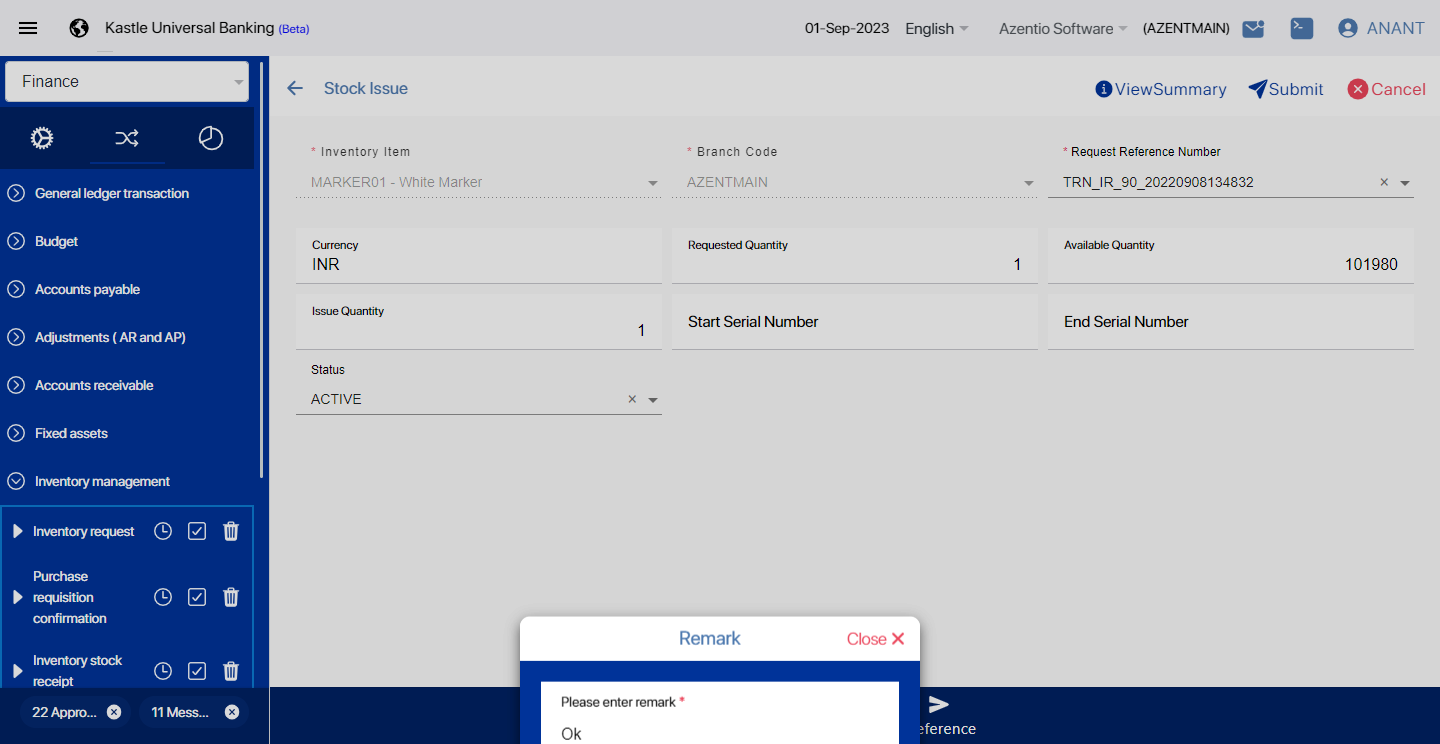 Kastle Universal Banking (Beta)
01-Sep-2023
English
Azentio Software
(AZENTMAIN)
ANANT
Finance
General ledger transaction
Budget
Accounts payable
Adjustments ( AR and AP)
Accounts receivable
Fixed assets
Inventory management
Inventory request
Purchase
requisition
confirmation
Inventory stock
receipt
22 Appro...
11 Mess...
Stock Issue
ViewSummary
Submit
Cancel
* Inventory Item
MARKER01 - White Marker
* Branch Code
AZENTMAIN
* Request Reference Number
TRN_IR_90_20220908134832
Currency
INR
Requested Quantity
1
Available Quantity
101980
Issue Quantity
1
Start Serial Number
End Serial Number
Status
ACTIVE
Remark
Close
Please enter remark *
Ok
eference